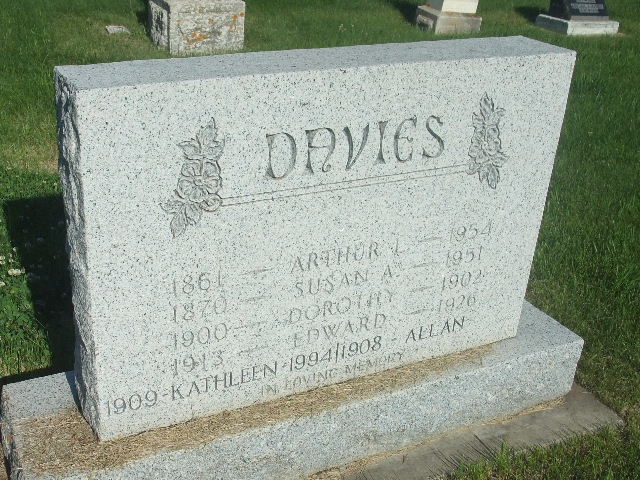 DAVIES
1861 — ARTHUR L. — 1954
1870 — SUSAN A. — 1951
1900 — DOROTHY — 1902
1913 — EDWARD — 1926
1909 - KATHLEEN - 1994/1908 - ALLAN
IN LOVING MEMORY